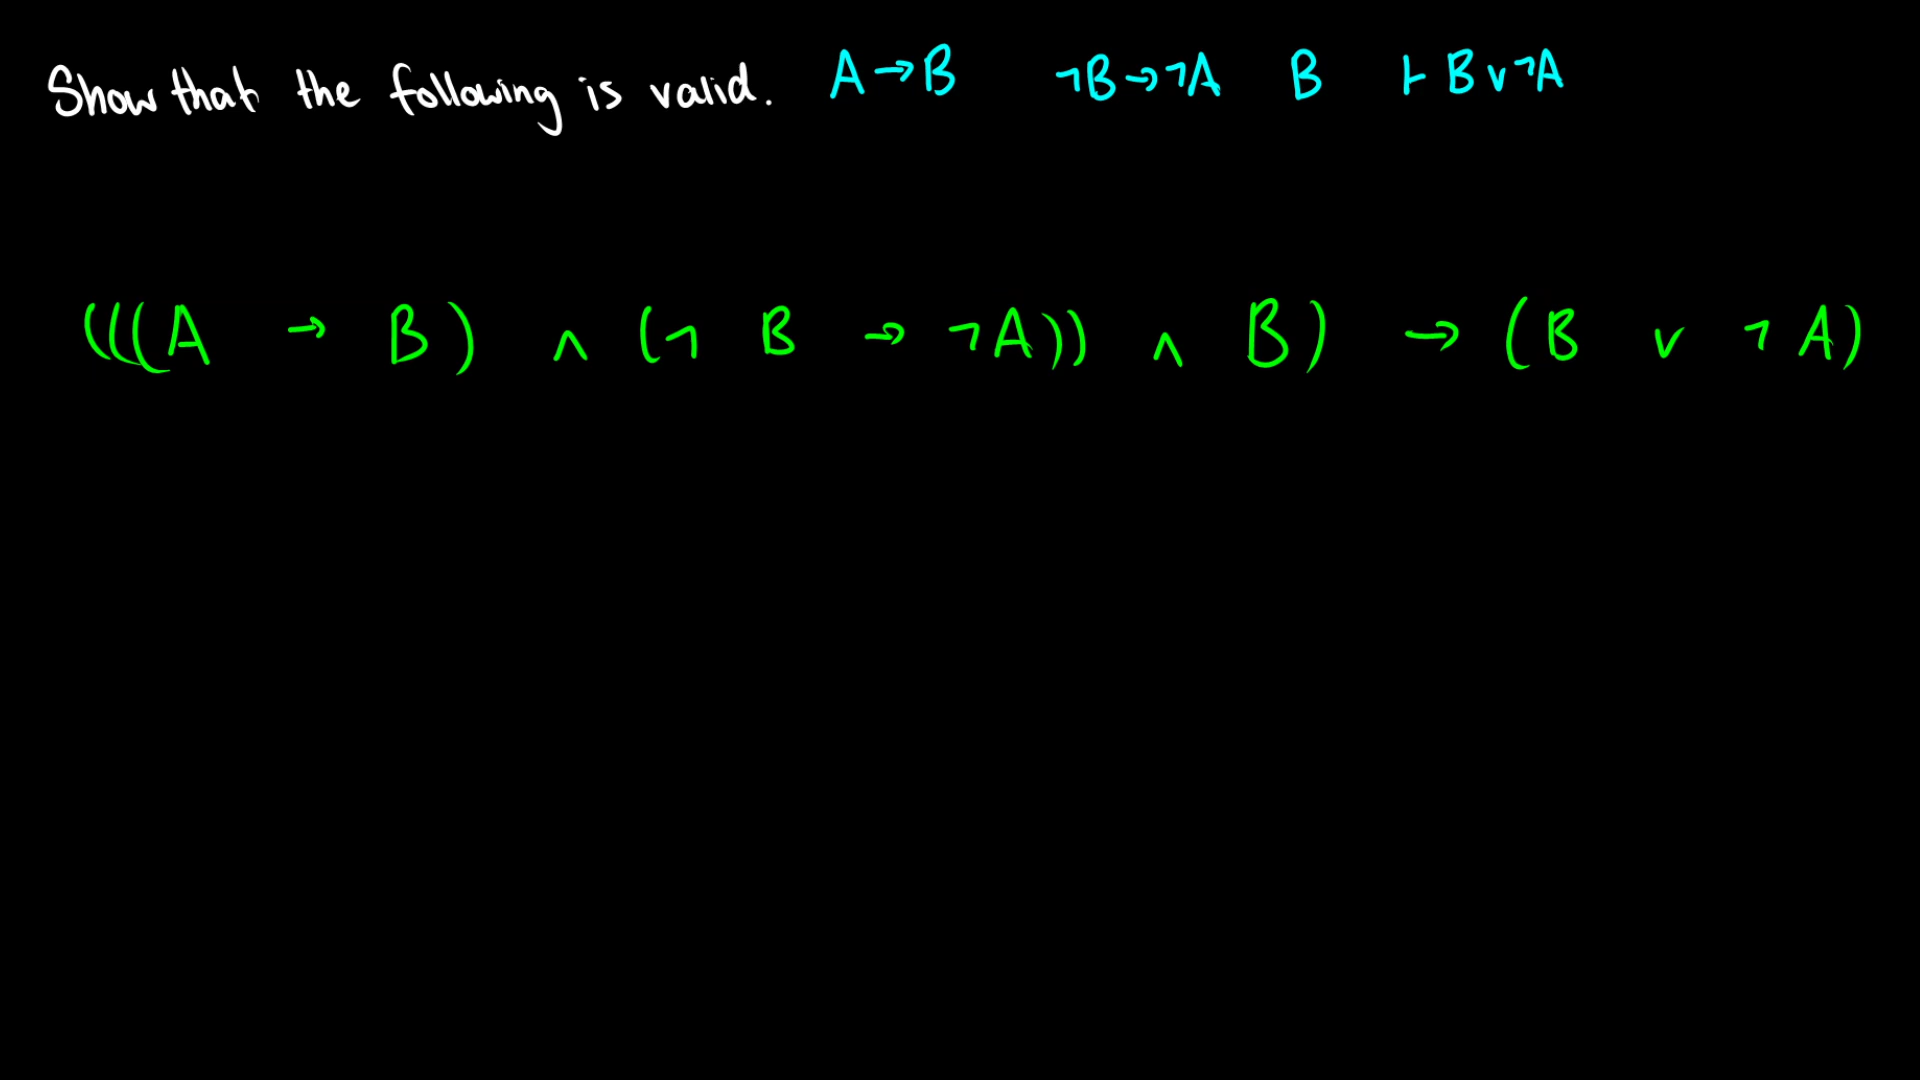 Show that the following is valid. A→B ¬B→¬A B ⊢ B∨¬A
(((A → B) ∧ (¬ B → ¬A)) ∧ B) → (B ∨ ¬ A)